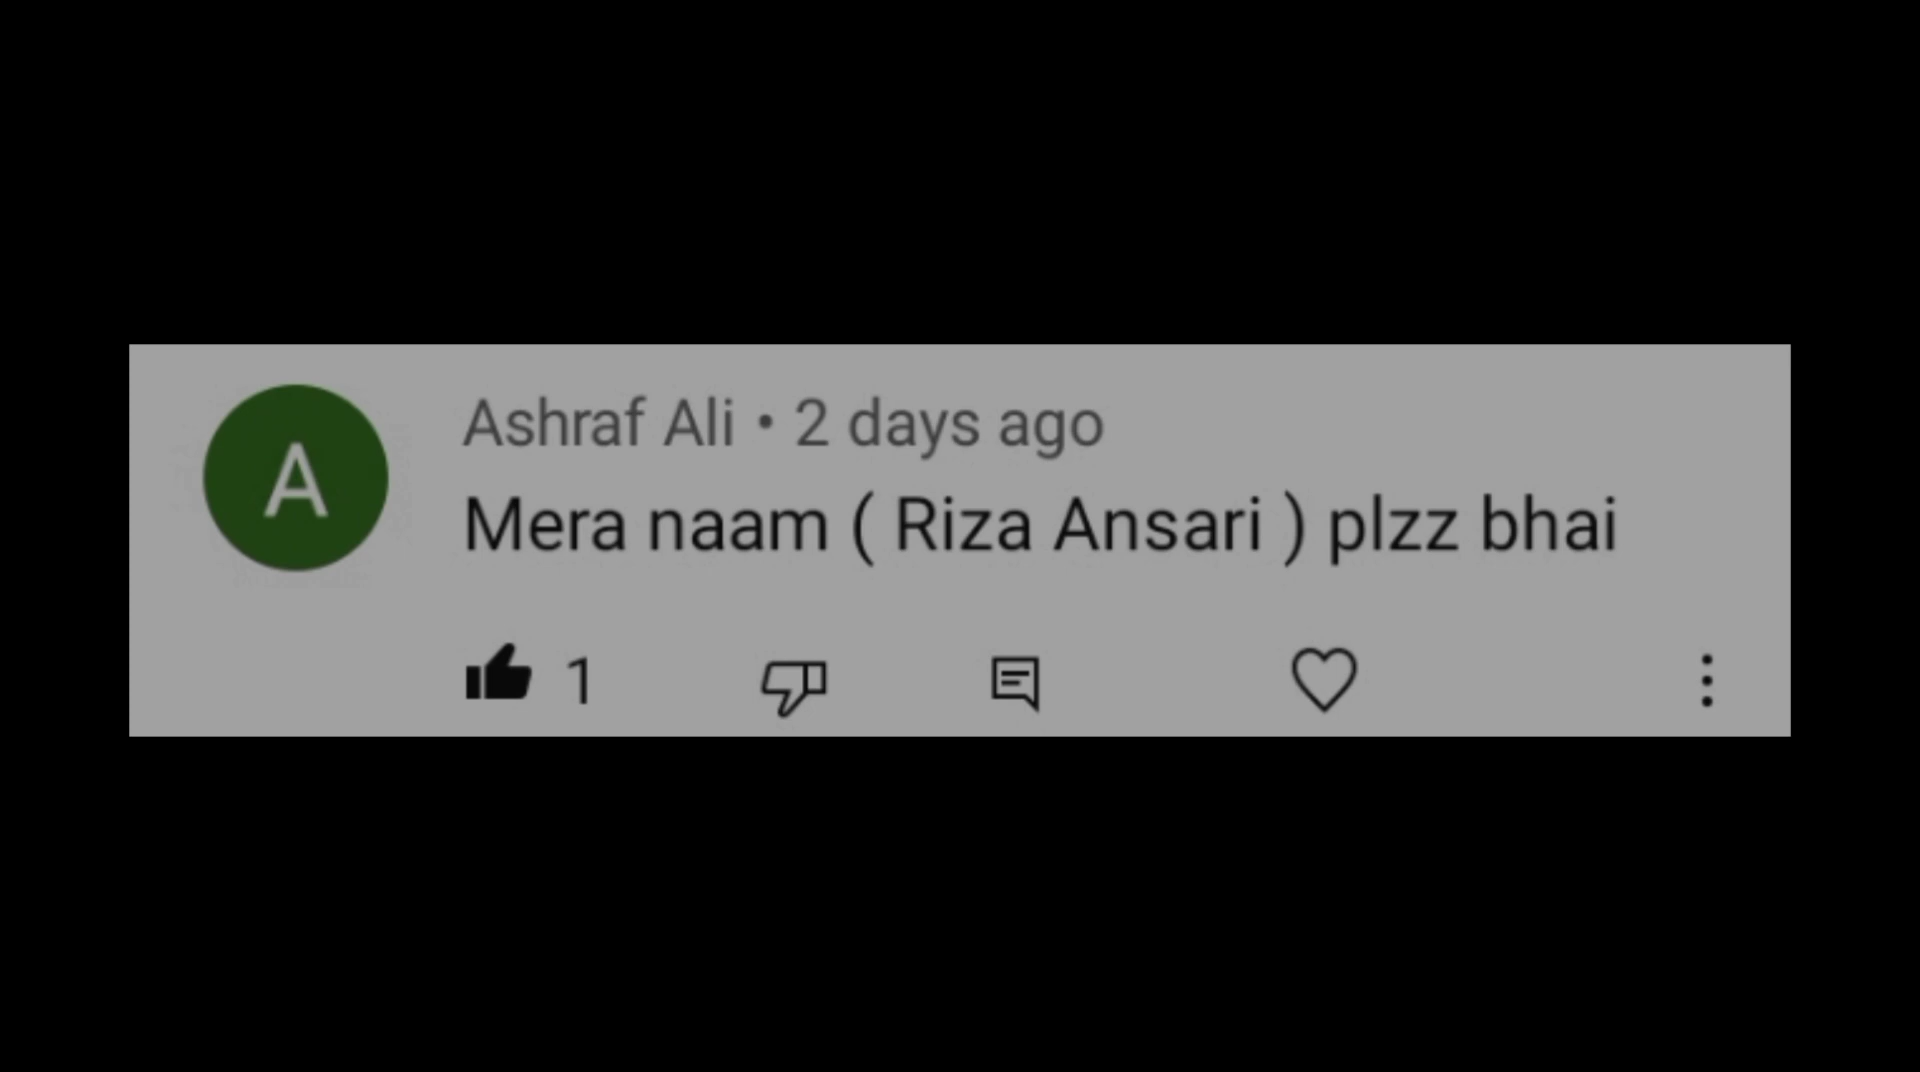 A
Ashraf Ali • 2 days ago
Mera naam ( Riza Ansari ) plzz bhai
1